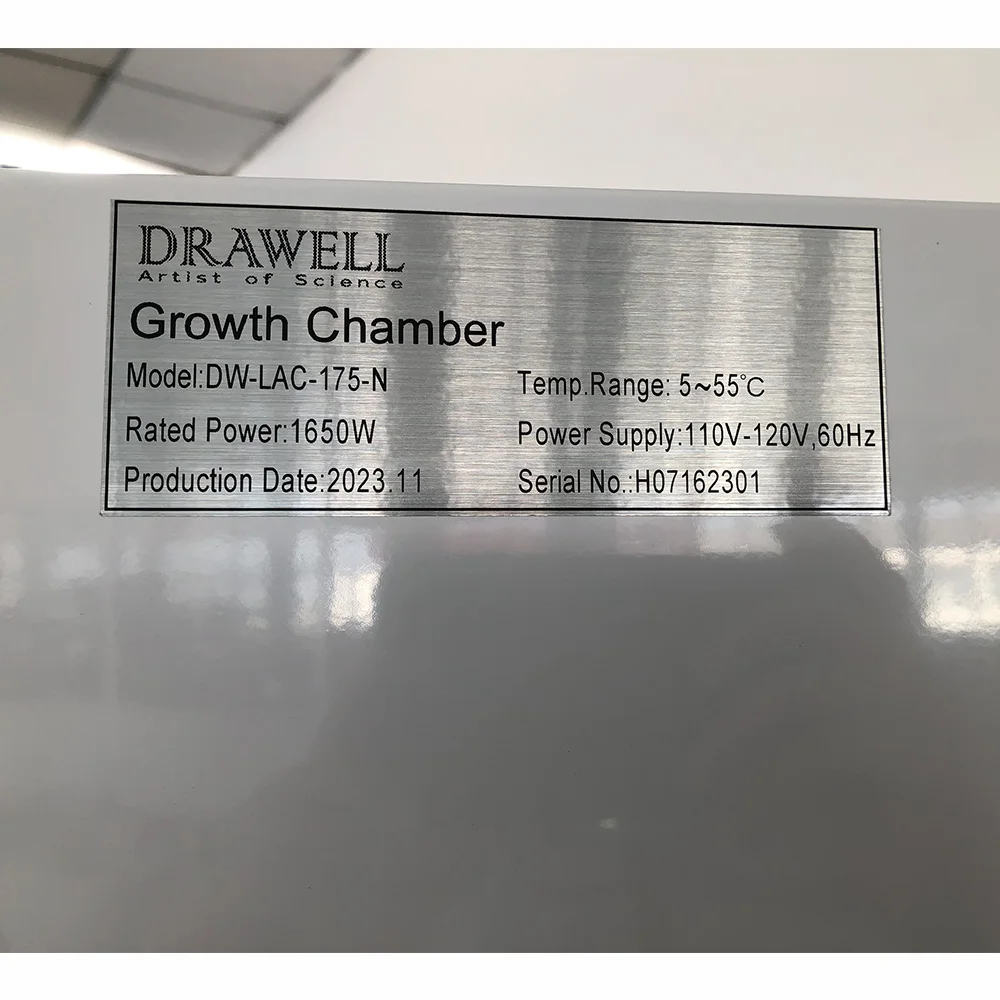 DRAWELL
Artist of Science
Growth Chamber
Model:DW-LAC-175-N
Temp.Range: 5~55℃
Rated Power:1650W
Power Supply:110V-120V,60Hz
Production Date:2023.11
Serial No.:H07162301